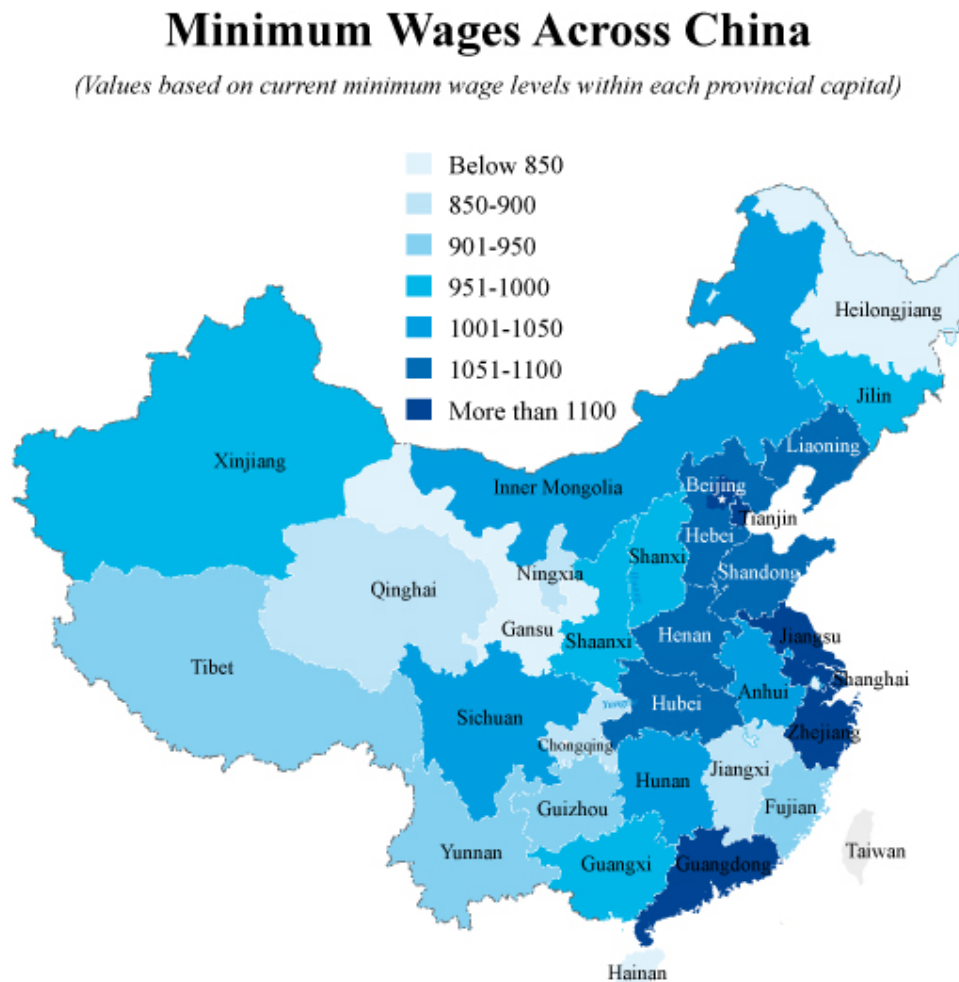 Minimum Wages Across China
(Values based on current minimum wage levels within each provincial capital)
Below 850
850-900
901-950
951-1000
1001-1050
1051-1100
More than 1100
Heilongjiang
Jilin
Liaoning
Xinjiang
Inner Mongolia
Beijing
Tianjin
Hebei
Shanxi
Ningxia
Shandong
Qinghai
Gansu
Shaanxi
Henan
Jiangsu
Tibet
Shanghai
Anhui
Sichuan
Hubei
Zhejiang
Chongqing
Jiangxi
Hunan
Guizhou
Fujian
Yunnan
Guangxi
Guangdong
Taiwan
Hainan